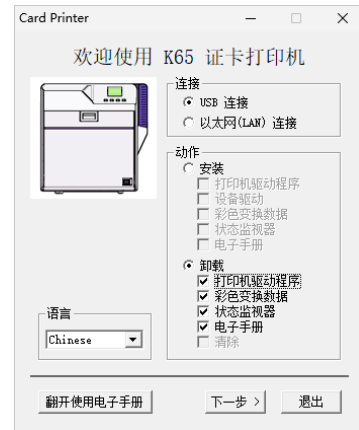 Card Printer
欢迎使用 K65 证卡打印机
连接
USB 连接
以太网(LAN) 连接
动作
安装
打印机驱动程序
设备驱动
彩色变换数据
状态监视器
电子手册
卸载
打印机驱动程序
彩色变换数据
状态监视器
电子手册
清除
语言
Chinese
翻开使用电子手册
下一步 >
退出